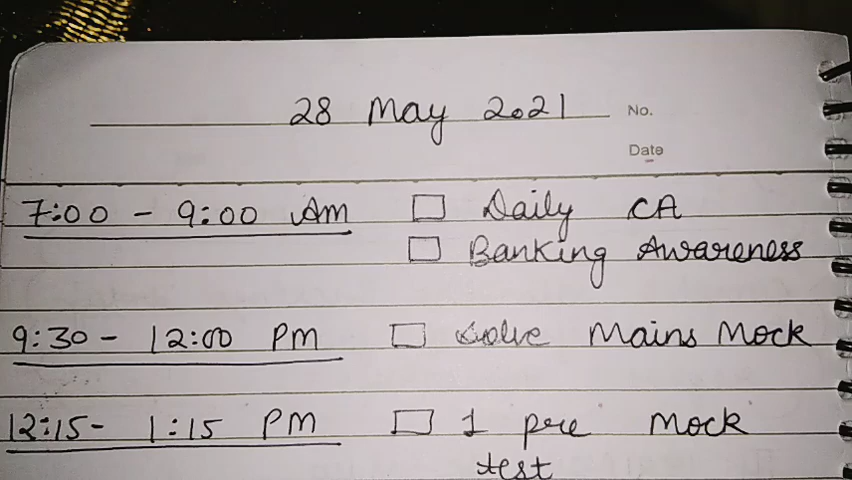 28 May 2021 No.
Date
7:00 - 9:00 Am Daily CA
Banking Awareness
9:30 - 12:00 PM solve Mains Mock
12:15 - 1:15 PM 1 pre Mock
test